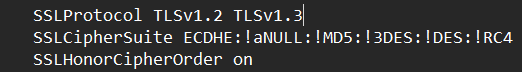 SSLProtocol TLSv1.2 TLSv1.3
SSLCipherSuite ECDHE:!aNULL:!MD5:!3DES:!DES:!RC4
SSLHonorCipherOrder on